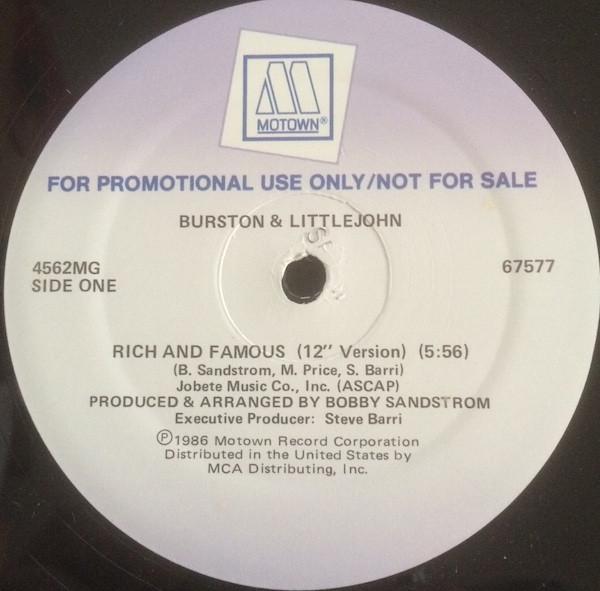 MOTOWN®
FOR PROMOTIONAL USE ONLY/NOT FOR SALE
BURSTON & LITTLEJOHN
4562MG
SIDE ONE
67577
RICH AND FAMOUS (12" Version) (5:56)
(B. Sandstrom, M. Price, S. Barri)
Jobete Music Co., Inc. (ASCAP)
PRODUCED & ARRANGED BY BOBBY SANDSTROM
Executive Producer: Steve Barri
℗1986 Motown Record Corporation
Distributed in the United States by
MCA Distributing, Inc.